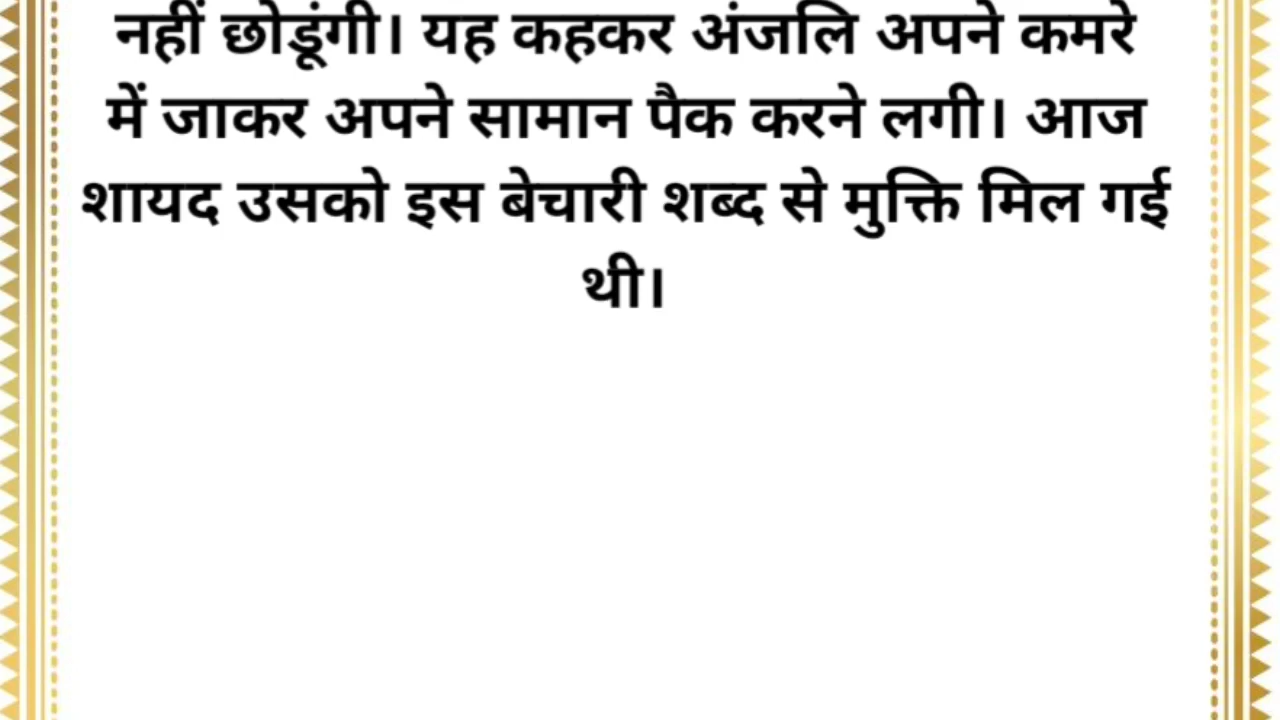 नहीं छोडूंगी। यह कहकर अंजलि अपने कमरे
में जाकर अपने सामान पैक करने लगी। आज
शायद उसको इस बेचारी शब्द से मुक्ति मिल गई
थी।